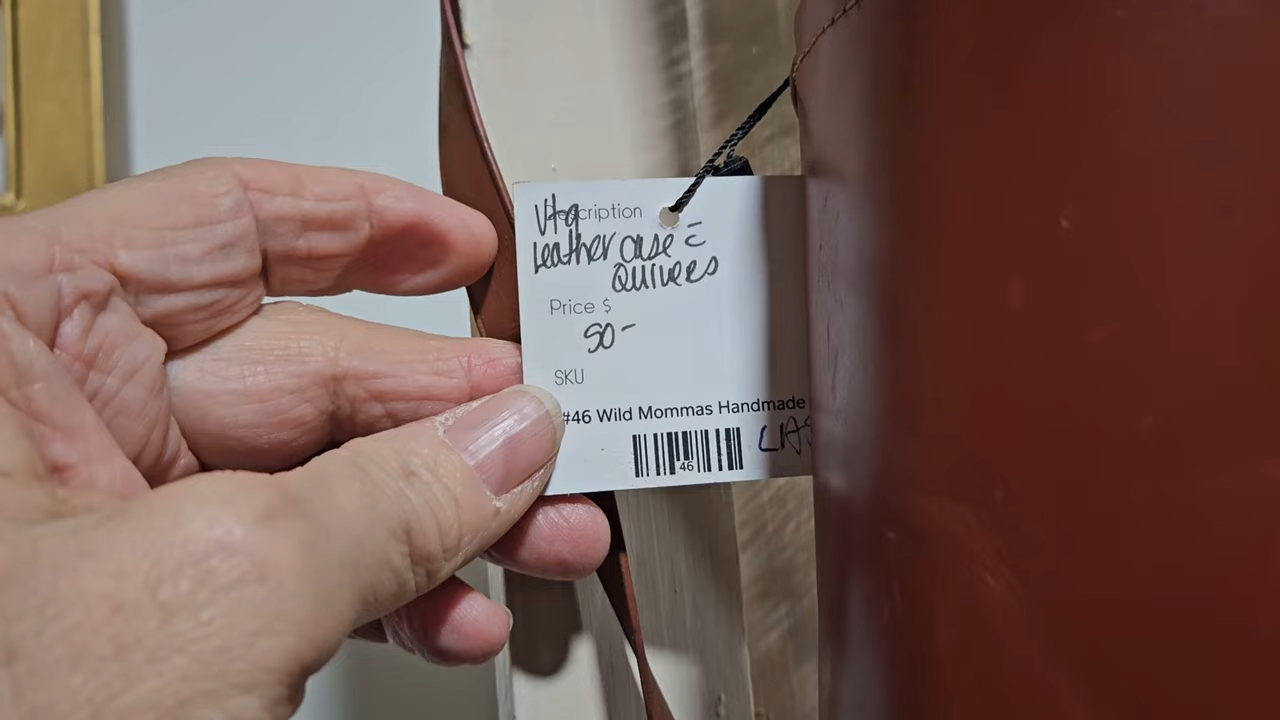 Description
Vtg
Leather case =
Quivers
Price $
50-
SKU
#46 Wild Mommas Handmade
46